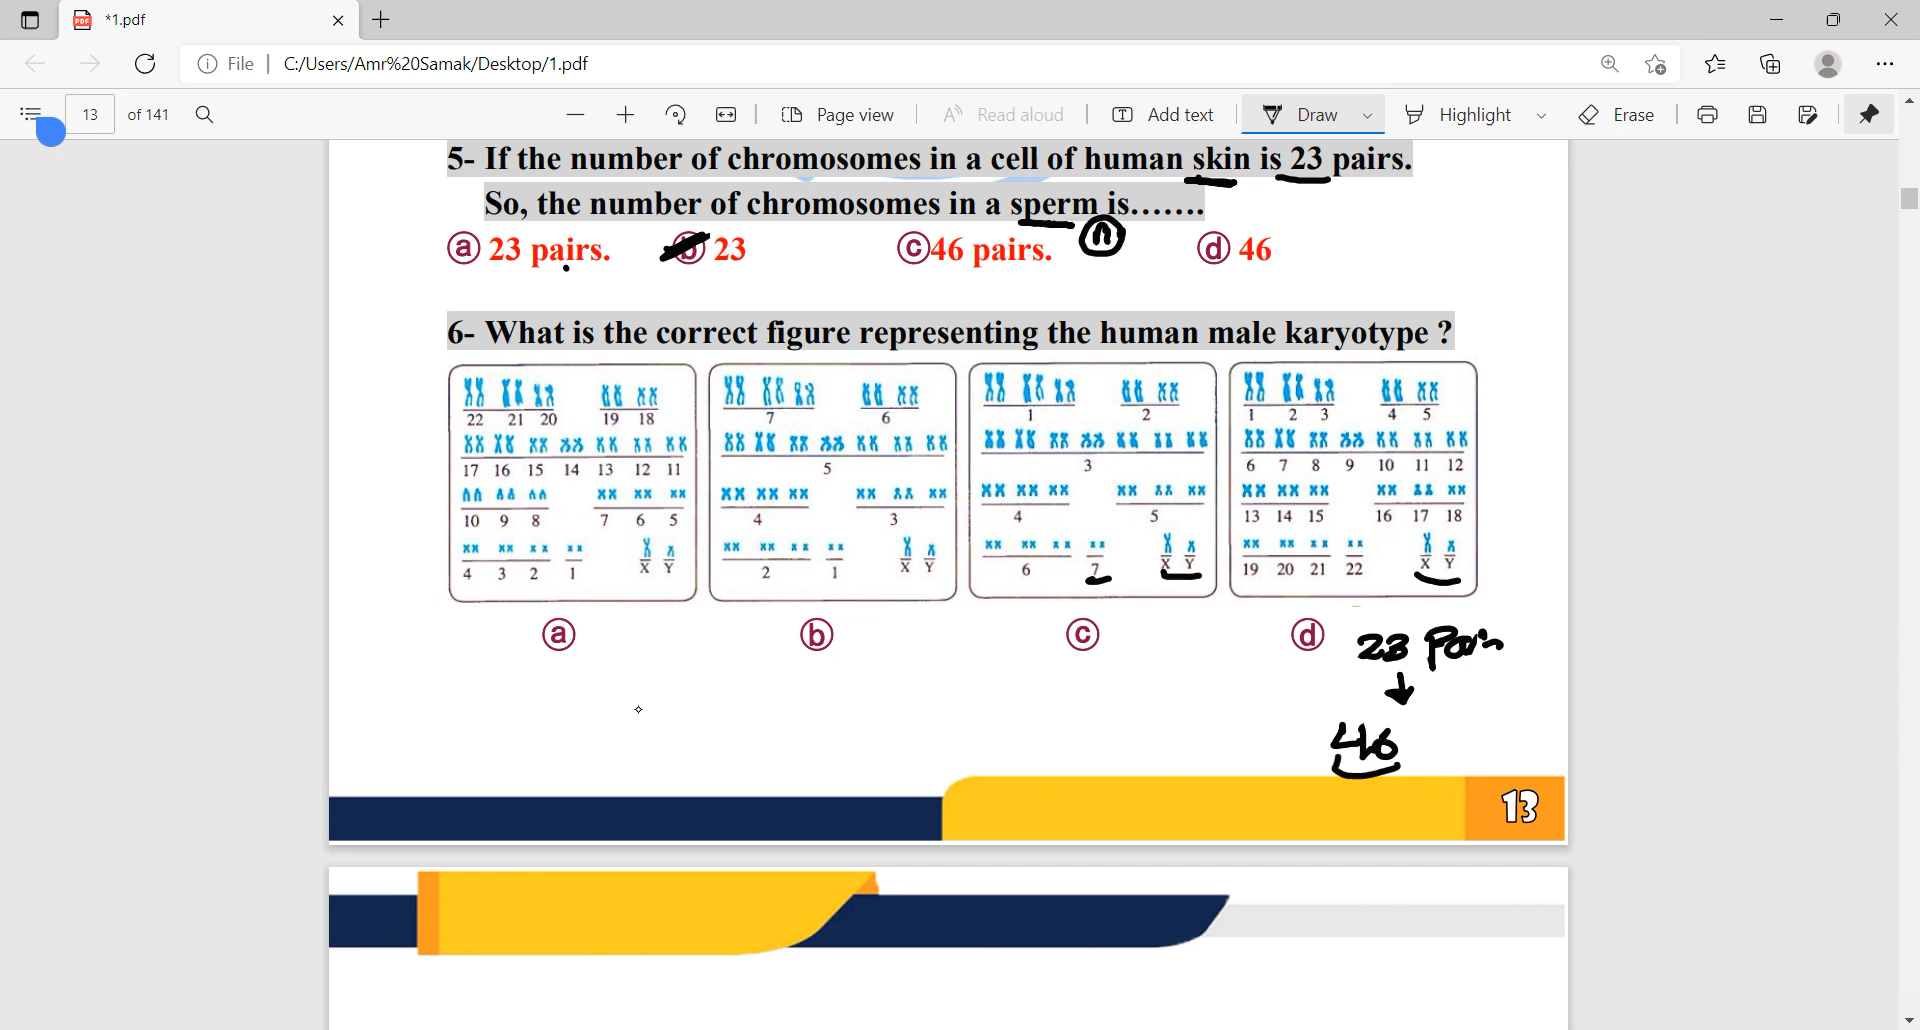 *1.pdf
File C:/Users/Amr%20Samak/Desktop/1.pdf
13 of 141 Page view Read aloud Add text Draw Highlight Erase
5- If the number of chromosomes in a cell of human skin is 23 pairs.
So, the number of chromosomes in a sperm is.......
n
ⓐ 23 pairs. ⓑ 23 ⓒ46 pairs. ⓓ 46
6- What is the correct figure representing the human male karyotype ?
22 21 20 19 18
17 16 15 14 13 12 11
10 9 8 7 6 5
4 3 2 1 X Y
7 6
5
4 3
2 1 X Y
1 2
3
4 5
6 7 X Y
1 2 3 4 5
6 7 8 9 10 11 12
13 14 15 16 17 18
19 20 21 22 X Y
ⓐ ⓑ ⓒ ⓓ
23 Pairs
46
13